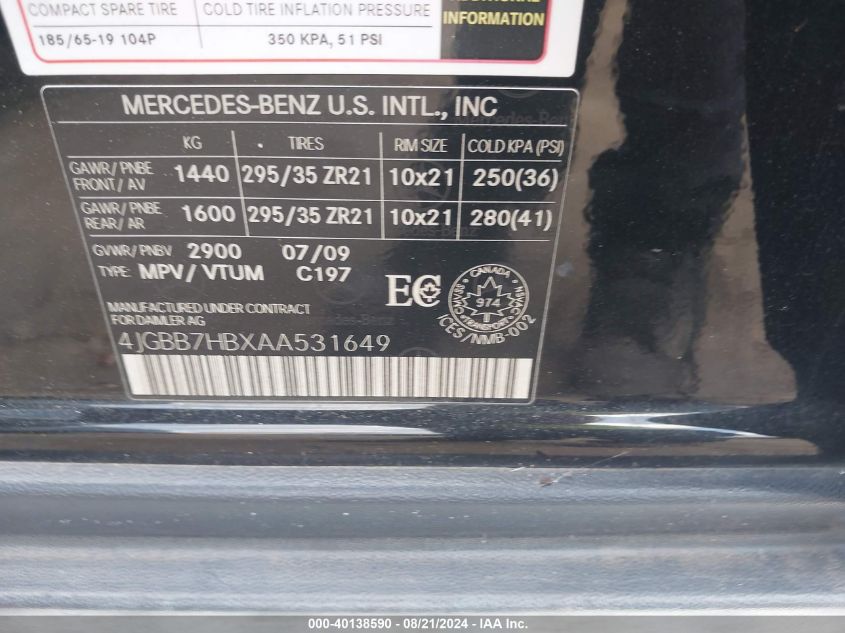 COMPACT SPARE TIRE COLD TIRE INFLATION PRESSURE
185/65-19 104P 350 KPA, 51 PSI
INFORMATION
MERCEDES-BENZ U.S. INTL., INC
KG TIRES RIM SIZE COLD KPA (PSI)
GAWR/PNBE FRONT/AV 1440 295/35 ZR21 10x21 250(36)
GAWR/PNBE REAR/AR 1600 295/35 ZR21 10x21 280(41)
GVWR/PNBV 2900 07/09
TYPE: MPV/VTUM C197
EC
CANADA
974
TRANSPORT
ICES/NMB-002
MANUFACTURED UNDER CONTRACT
FOR DAIMLER AG
4JGBB7HBXAA531649
000-40138590 - 08/21/2024 - IAA Inc.